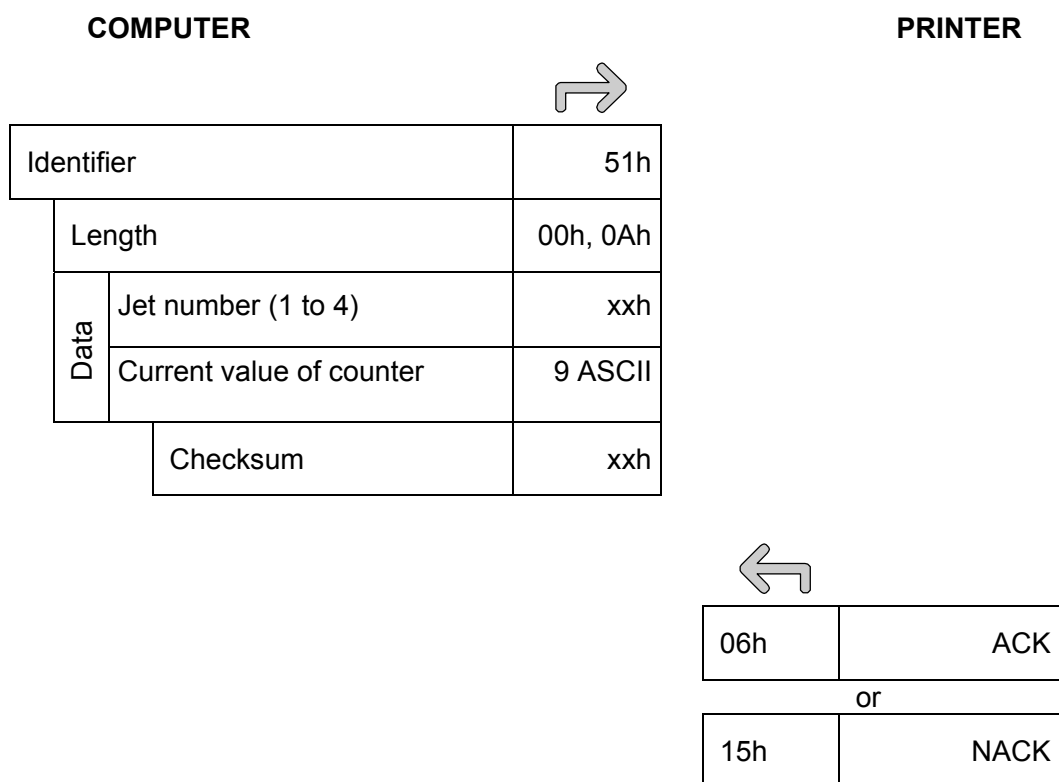 COMPUTER PRINTER
Identifier 51h
Length 00h, 0Ah
Data
Jet number (1 to 4) xxh
Current value of counter 9 ASCII
Checksum xxh
06h ACK
or
15h NACK